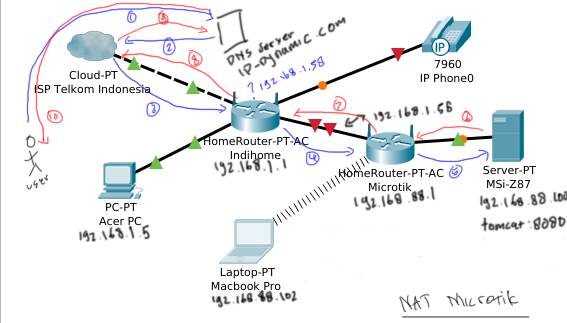 ①
⑨
②
DNS Server
IP-DYNAMIC.COM
Cloud-PT
ISP Telkom Indonesia
⑧
? 192.168.1.58
IP
7960
IP Phone0
③
⑩
user
⑦
192.168.1.58
⑥
HomeRouter-PT-AC
Indihome
192.168.1.1
④
HomeRouter-PT-AC
Microtik
192.168.88.1
⑤
Server-PT
MSi-Z87
192.168.88.100
tomcat:8080
PC-PT
Acer PC
192.168.1.5
Laptop-PT
Macbook Pro
192.168.88.102
NAT Microtik